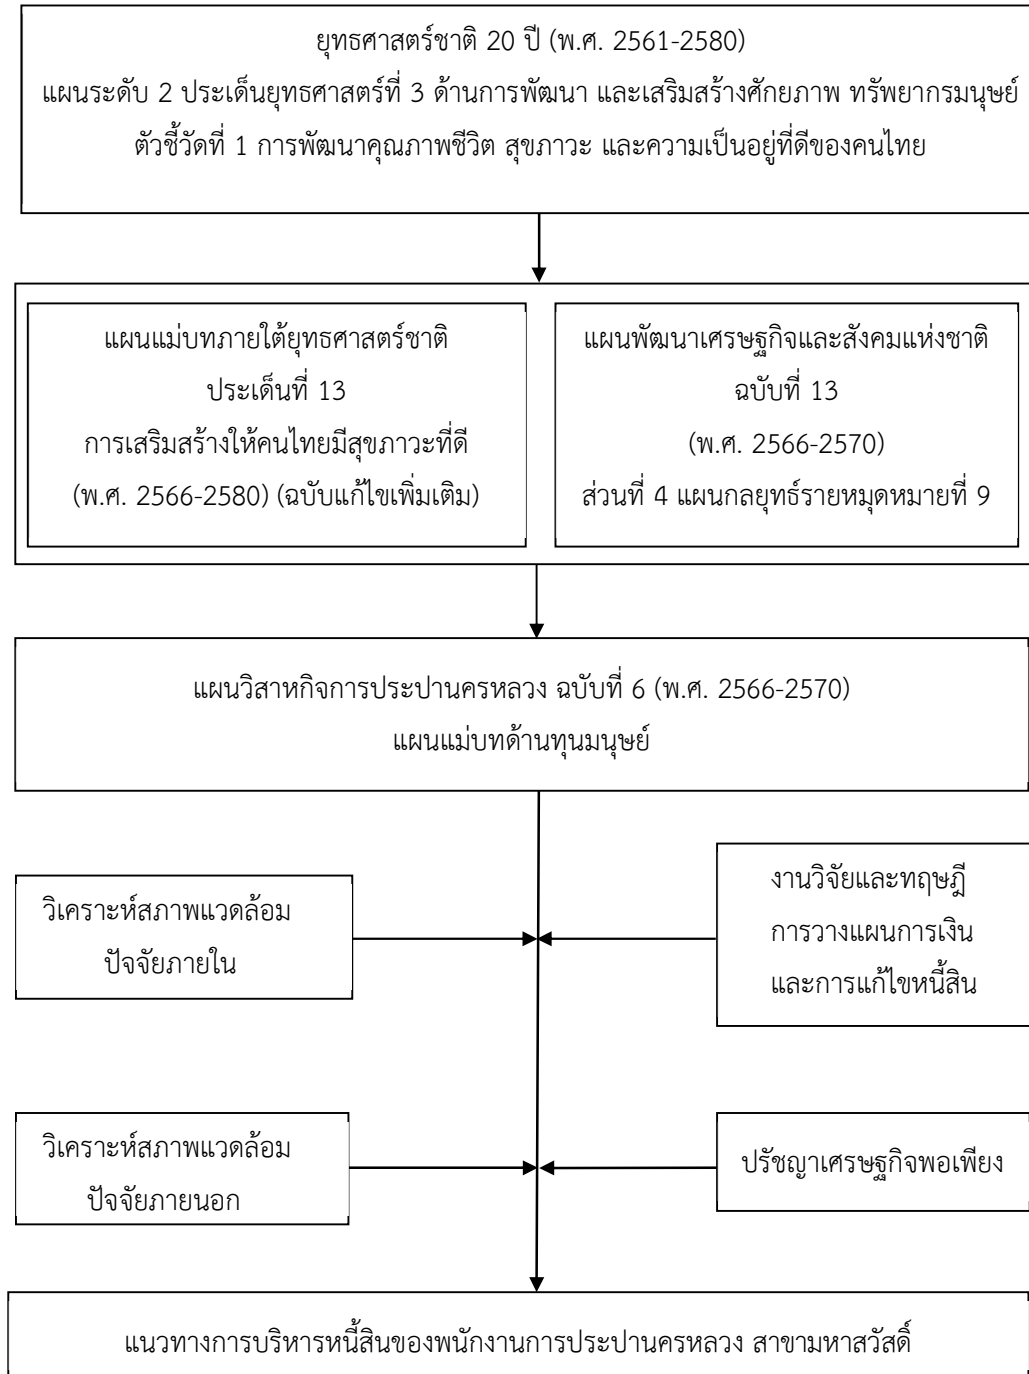 ยุทธศาสตร์ชาติ 20 ปี (พ.ศ. 2561-2580)
แผนระดับ 2 ประเด็นยุทธศาสตร์ที่ 3 ด้านการพัฒนา และเสริมสร้างศักยภาพ ทรัพยากรมนุษย์
ตัวชี้วัดที่ 1 การพัฒนาคุณภาพชีวิต สุขภาวะ และความเป็นอยู่ที่ดีของคนไทย
แผนแม่บทภายใต้ยุทธศาสตร์ชาติ
ประเด็นที่ 13
การเสริมสร้างให้คนไทยมีสุขภาวะที่ดี
(พ.ศ. 2566-2580) (ฉบับแก้ไขเพิ่มเติม)
แผนพัฒนาเศรษฐกิจและสังคมแห่งชาติ
ฉบับที่ 13
(พ.ศ. 2566-2570)
ส่วนที่ 4 แผนกลยุทธ์รายหมุดหมายที่ 9
แผนวิสาหกิจการประปานครหลวง ฉบับที่ 6 (พ.ศ. 2566-2570)
แผนแม่บทด้านทุนมนุษย์
วิเคราะห์สภาพแวดล้อม
ปัจจัยภายใน
งานวิจัยและทฤษฎี
การวางแผนการเงิน
และการแก้ไขหนี้สิน
วิเคราะห์สภาพแวดล้อม
ปัจจัยภายนอก
ปรัชญาเศรษฐกิจพอเพียง
แนวทางการบริหารหนี้สินของพนักงานการประปานครหลวง สาขามหาสวัสดิ์